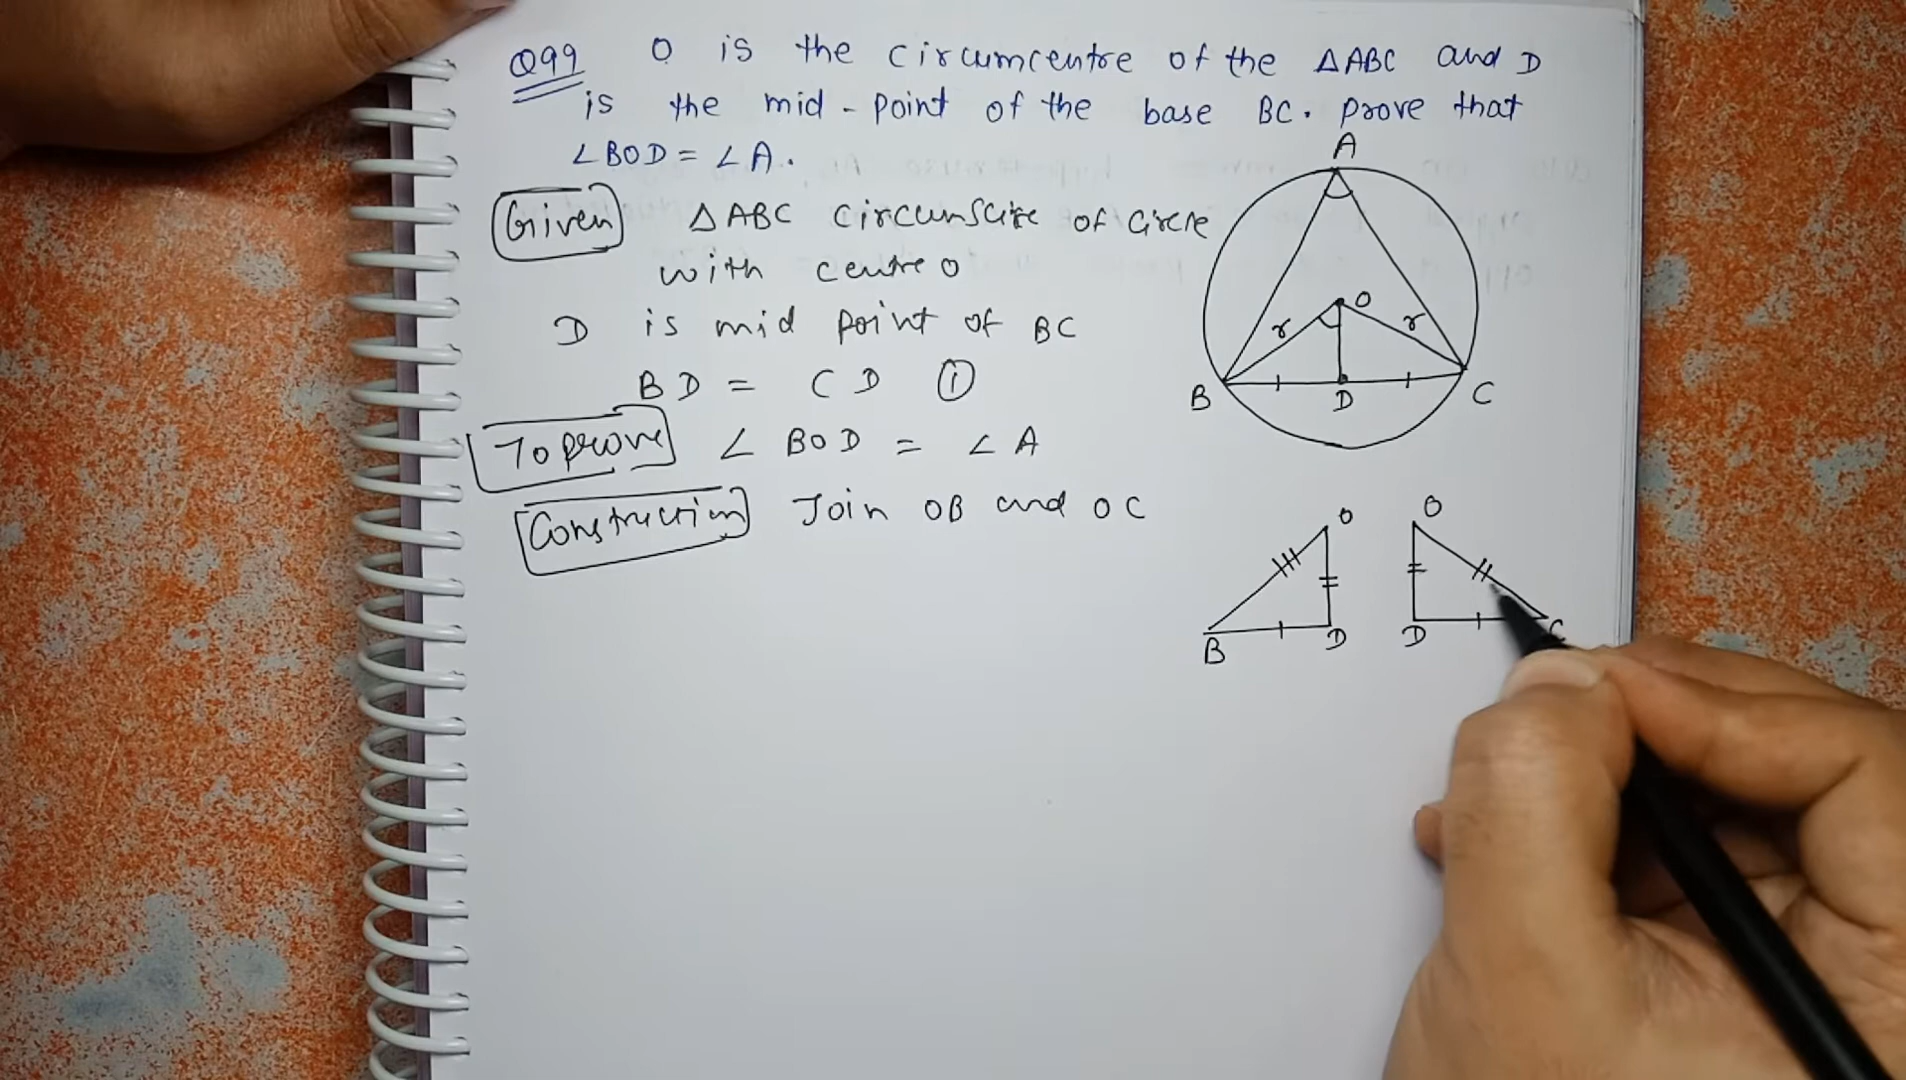 Q99 O is the circumcentre of the ΔABC and D
is the mid-point of the base BC. Prove that
∠BOD = ∠A.
A
Given ΔABC of Circle
with centre O
D is mid point of BC
O
r r
BD = CD ①
B D C
To prove ∠BOD = ∠A
Construction Join OB and OC
O O
B D D C